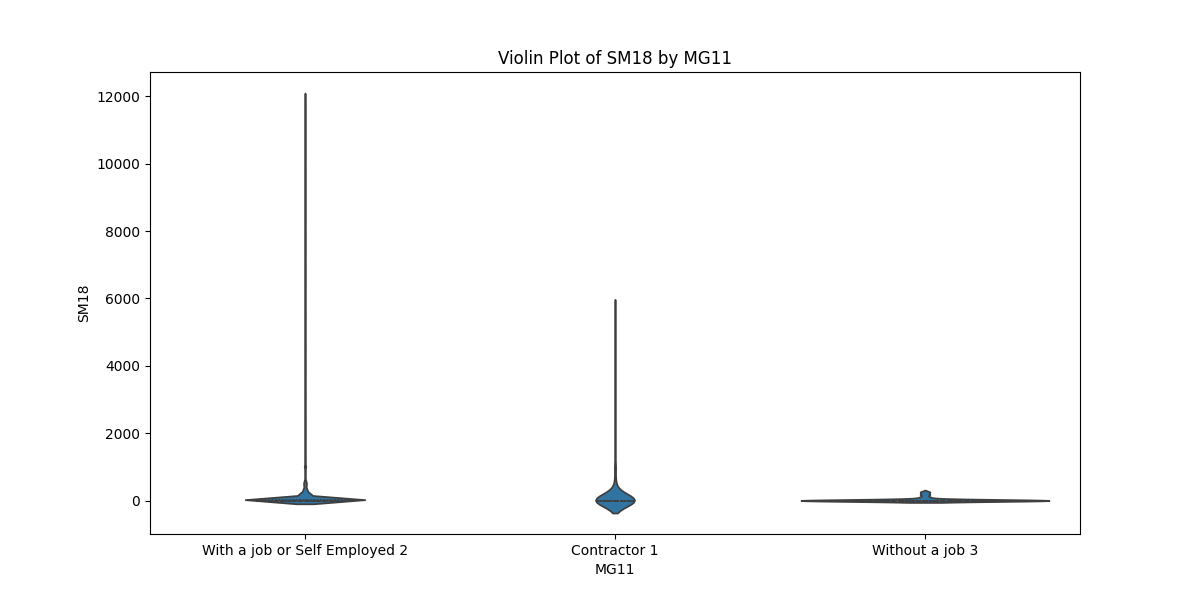 Violin Plot of SM18 by MG11
12000
10000
8000
6000
4000
2000
0
SM18
With a job or Self Employed 2
Contractor 1
Without a job 3
MG11